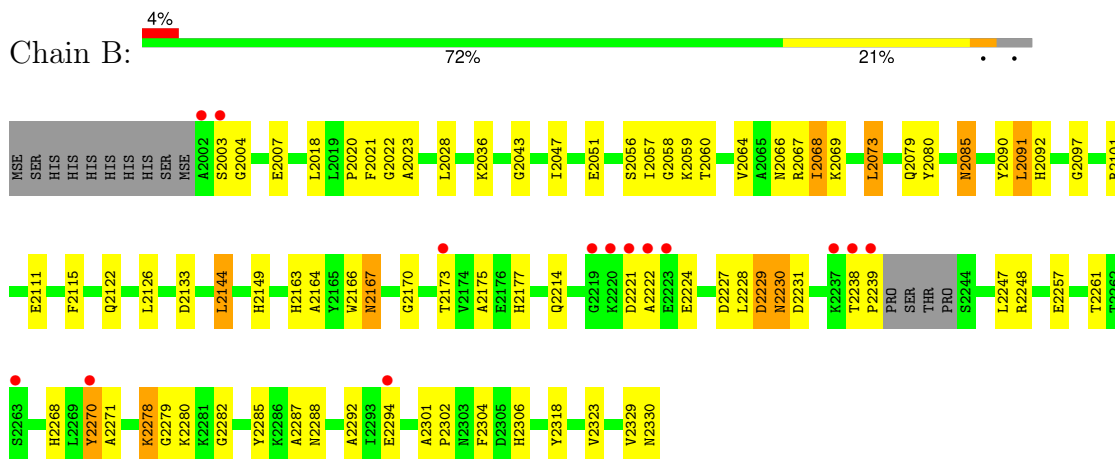 4%
Chain B:
72% 21% • •
MSE SER HIS HIS HIS HIS HIS HIS SER MSE A2002 S2003 G2004 E2007 L2018 L2019 P2020 F2021 G2022 A2023 L2028 K2036 G2043 I2047 E2051 S2056 I2057 G2058 K2059 T2060 V2064 A2065 N2066 R2067 I2068 K2069 L2073 Q2079 Y2080 N2085 Y2090 L2091 H2092 G2097
E2111 F2115 Q2122 L2126 D2133 L2144 H2149 H2163 A2164 Y2165 W2166 N2167 G2170 T2173 V2174 A2175 E2176 H2177 Q2214 G2219 K2220 D2221 A2222 E2223 E2224 D2227 L2228 D2229 N2230 D2231 K2237 T2238 P2239 PRO SER THR PRO S2244 L2247 R2248 E2257 T2261
S2263 H2268 L2269 Y2270 A2271 K2278 G2279 K2280 K2281 G2282 Y2285 K2286 A2287 N2288 A2292 I2293 E2294 A2301 P2302 N2303 F2304 D2305 H2306 Y2318 V2323 V2329 N2330